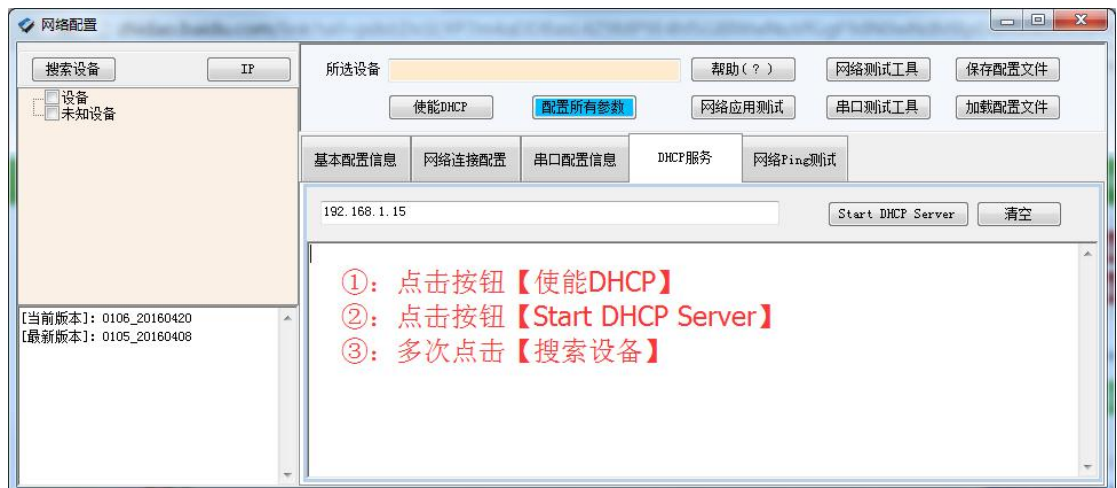 网络配置
搜索设备
IP
设备
未知设备
所选设备
帮助(?)
网络测试工具
保存配置文件
使能DHCP
配置所有参数
网络应用测试
串口测试工具
加载配置文件
基本配置信息
网络连接配置
串口配置信息
DHCP服务
网络Ping测试
192.168.1.15
Start DHCP Server
清空
①：点击按钮【使能DHCP】
②：点击按钮【Start DHCP Server】
③：多次点击【搜索设备】
[当前版本]: 0106_20160420
[最新版本]: 0105_20160408